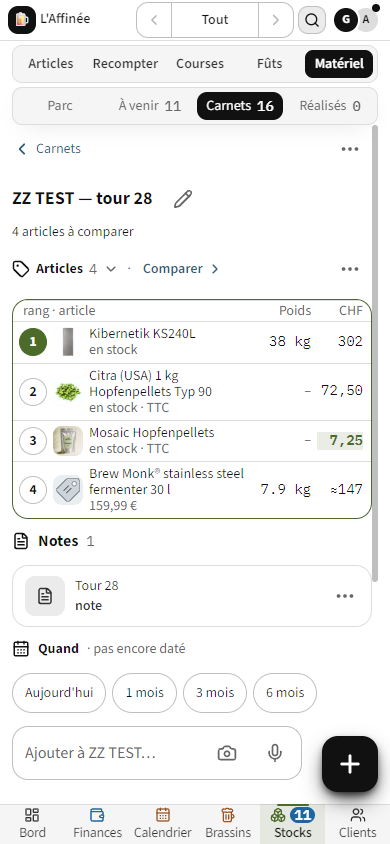 L'Affinée
Tout
G
A
Articles Recompter Courses Fûts Matériel
Parc À venir 11 Carnets 16 Réalisés 0
Carnets
ZZ TEST — tour 28
4 articles à comparer
Articles 4 · Comparer
rang · article Poids CHF
1 Kibernetik KS240L 38 kg 302
en stock
Citra (USA) 1 kg
2 Hopfenpellets Typ 90 – 72,50
en stock · TTC
3 Mosaic Hopfenpellets – 7,25
en stock · TTC
Brew Monk® stainless steel
4 fermenter 30 l 7.9 kg ≈147
159,99 €
Notes 1
Tour 28
note
Quand · pas encore daté
Aujourd'hui 1 mois 3 mois 6 mois
Ajouter à ZZ TEST…
11
Bord Finances Calendrier Brassins Stocks Clients